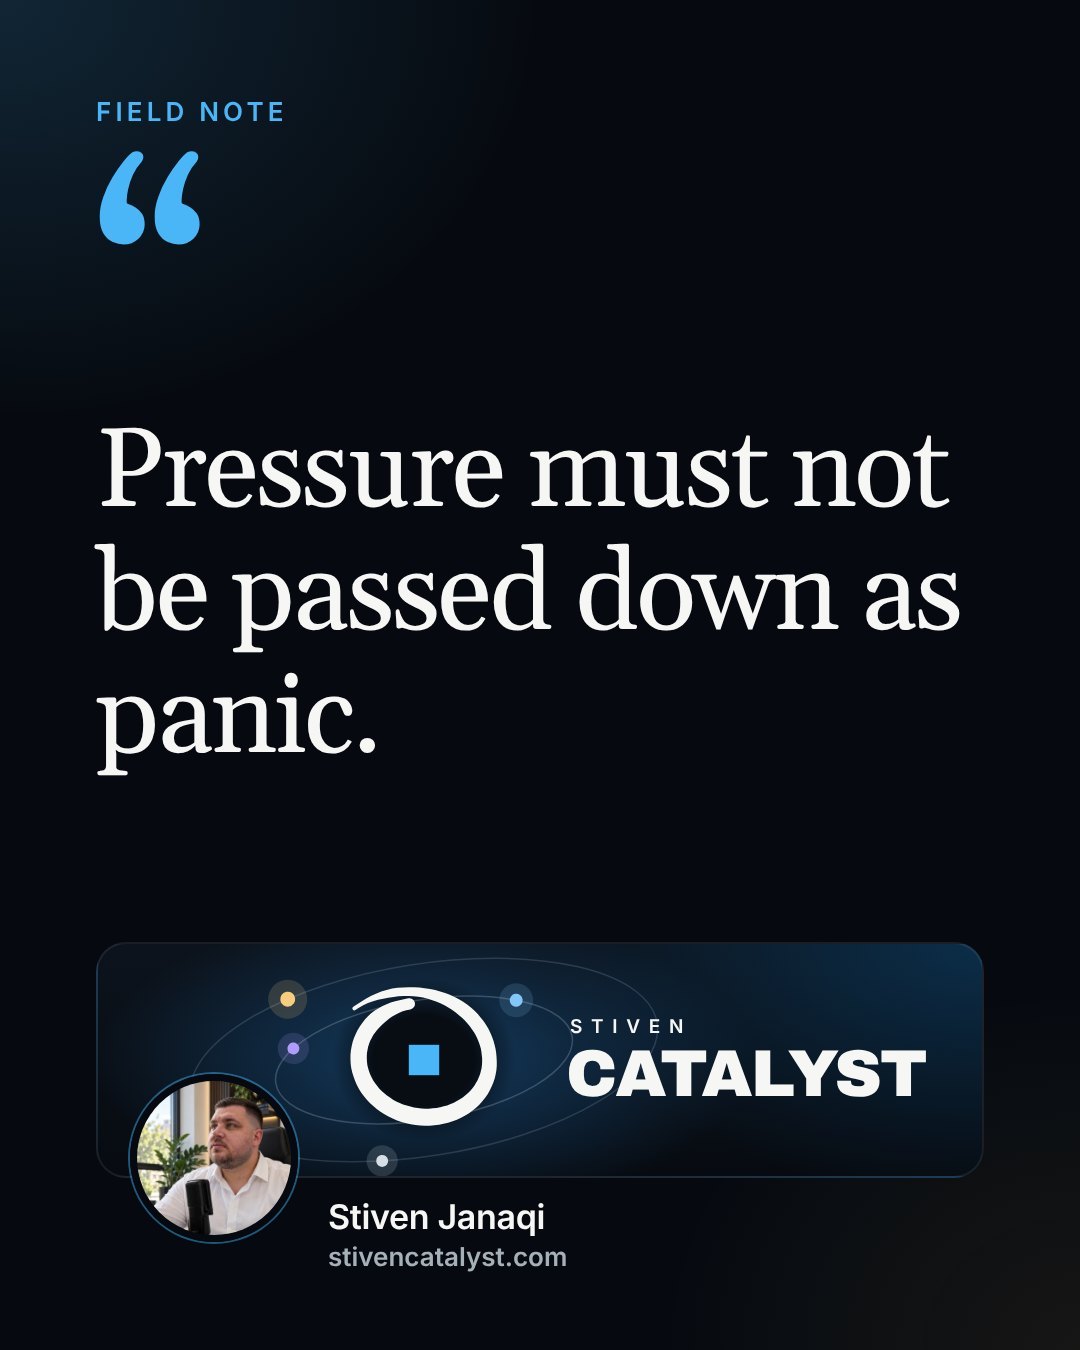 FIELD NOTE
“
Pressure must not
be passed down as
panic.
STIVEN
CATALYST
Stiven Janaqi
stivencatalyst.com